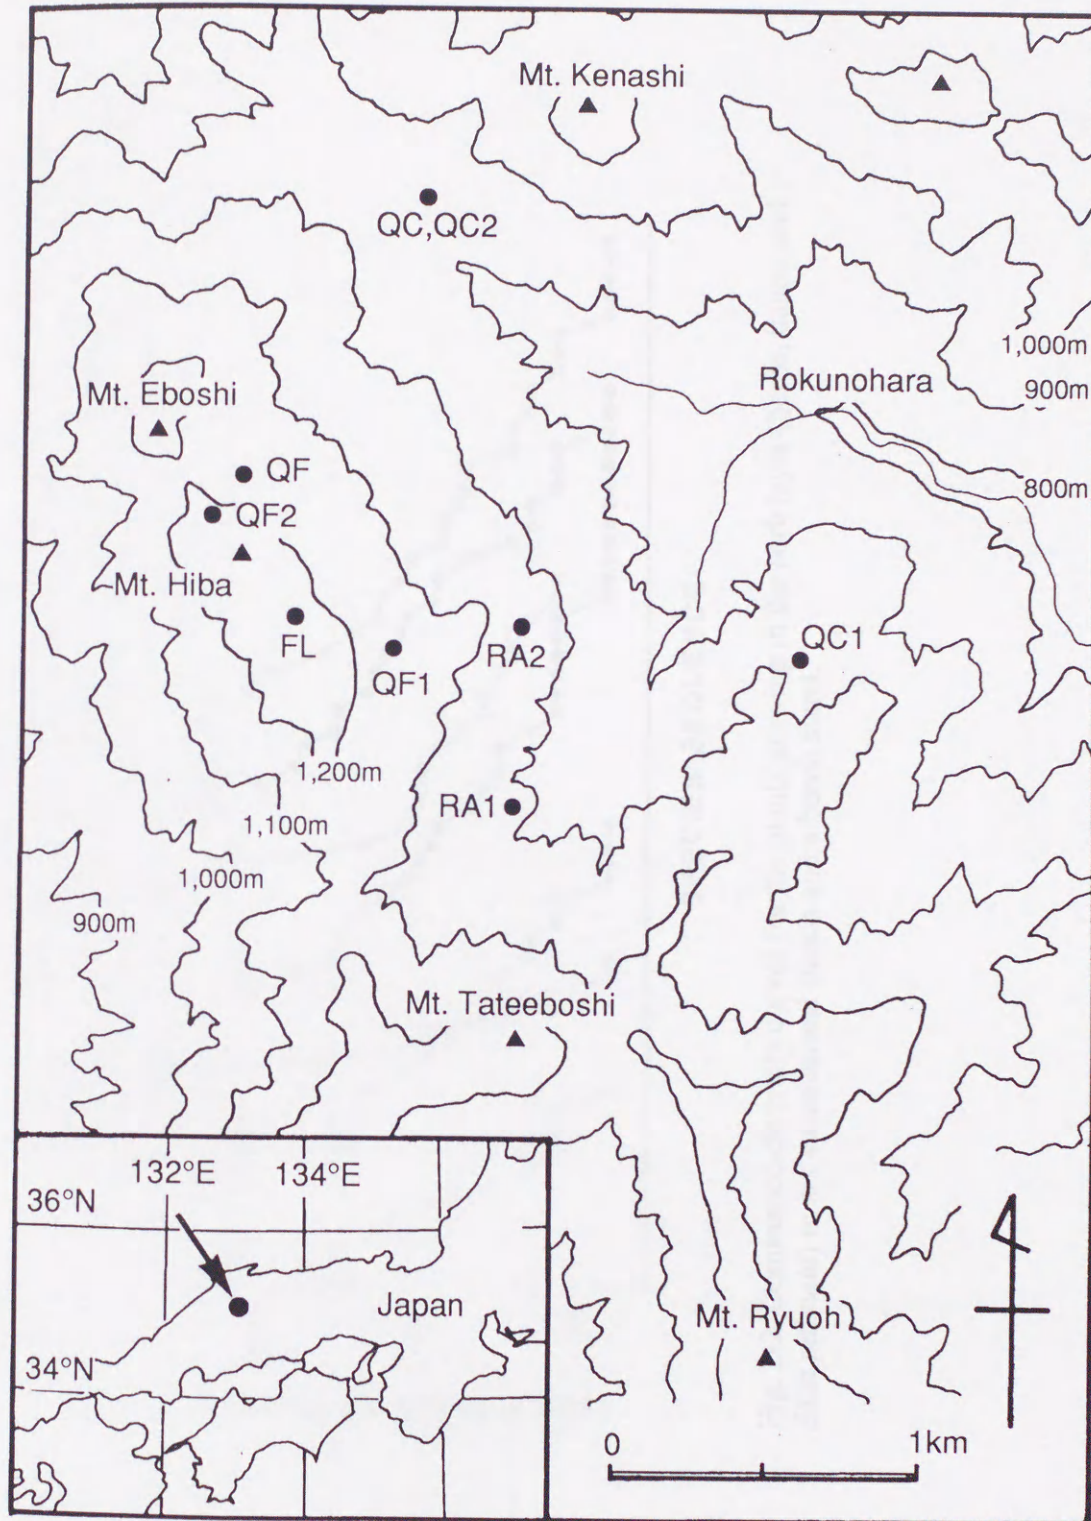 Mt. Kenashi
QC,QC2
1,000m
Rokunohara
900m
Mt. Eboshi
QF
800m
QF2
Mt. Hiba
FL
QF1
RA2
QC1
1,200m
RA1
1,100m
1,000m
900m
Mt. Tateeboshi
132°E
134°E
36°N
Japan
34°N
Mt. Ryuoh
0
1km